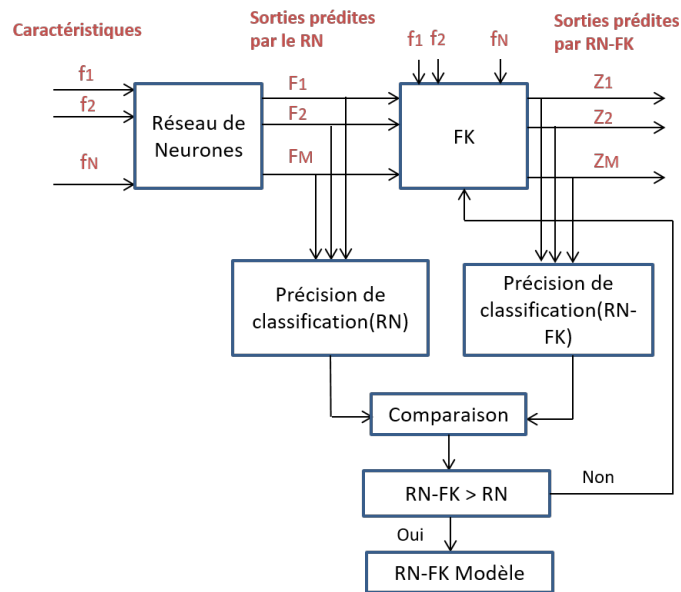 Caractéristiques
Sorties prédites
par le RN
Sorties prédites
par RN-FK
f1
f2
fN
Réseau de
Neurones
F1
F2
FM
f1
f2
fN
FK
Z1
Z2
ZM
Précision de
classification(RN)
Précision de
classification(RN-
FK)
Comparaison
RN-FK > RN
Non
Oui
RN-FK Modèle